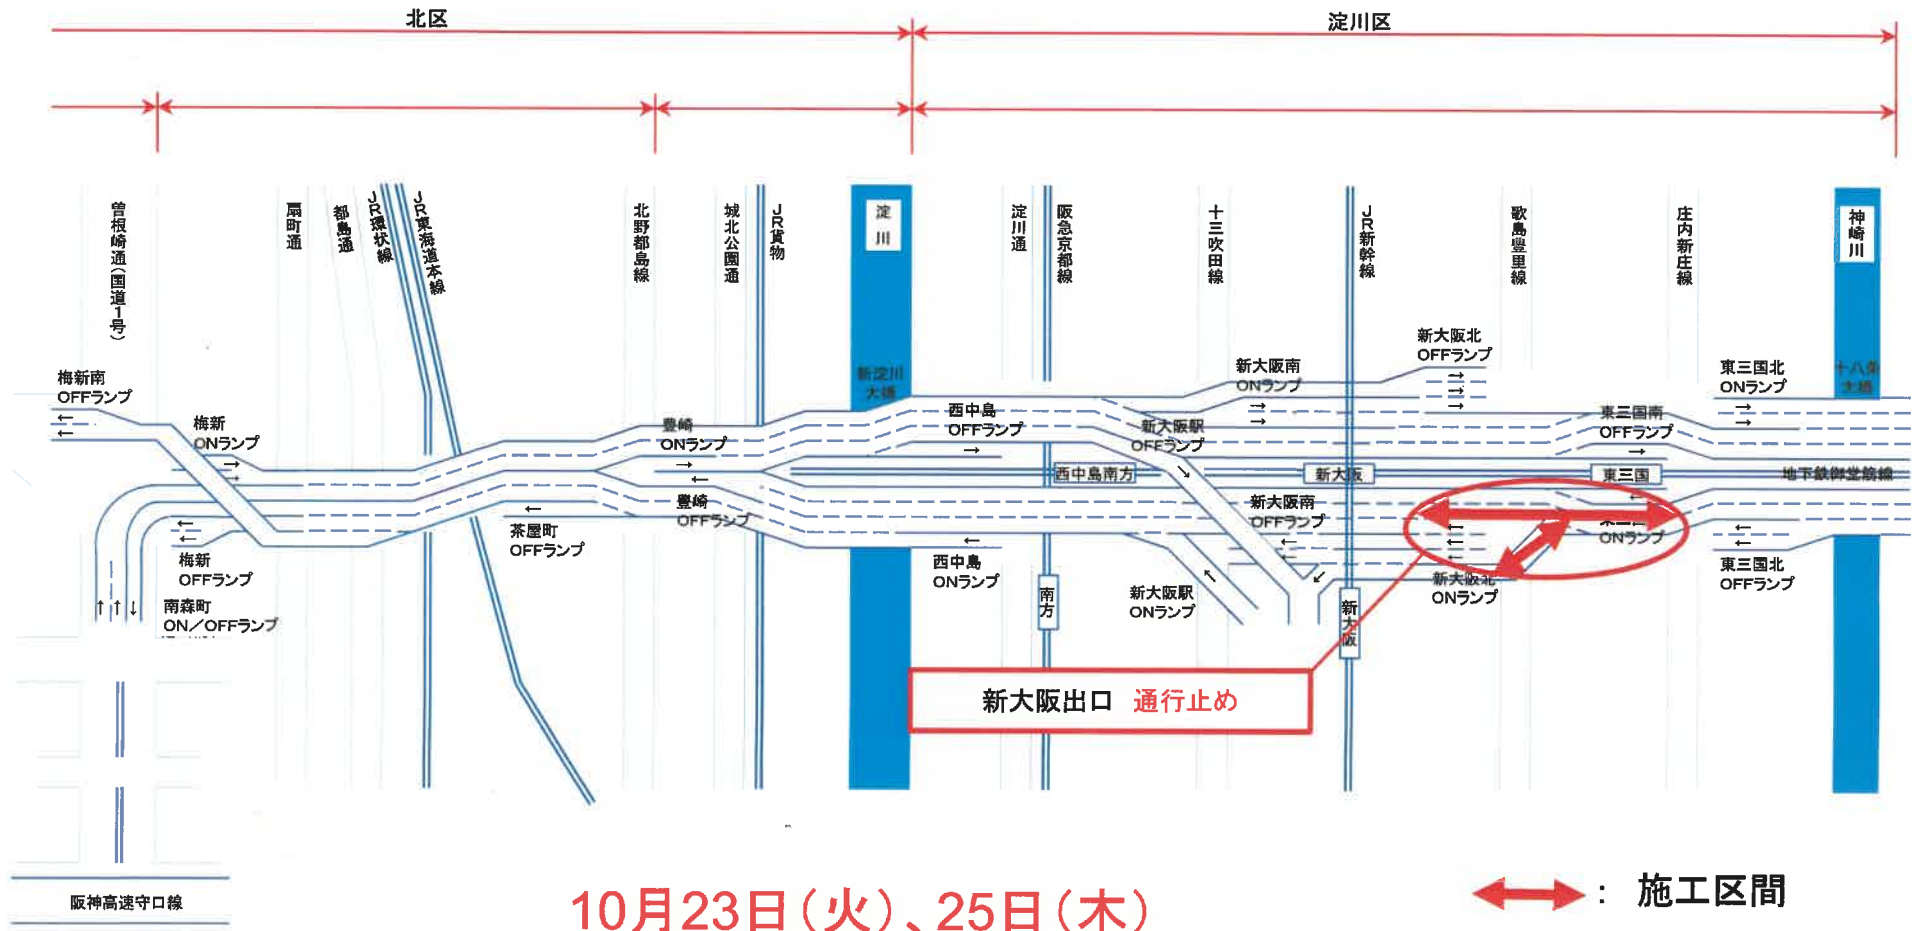 北区
淀川区
曽根崎通(国道1号)
扇町通
都島通
JR環状線
JR東海道本線
北野都島線
城北公園通
JR貨物
淀川
淀川通
阪急京都線
十三吹田線
JR新幹線
歌島豊里線
庄内新庄線
神崎川
梅新南
OFFランプ
梅新
ONランプ
豊崎
ONランプ
新淀川
大橋
西中島
OFFランプ
新大阪駅
OFFランプ
新大阪南
ONランプ
新大阪北
OFFランプ
東三国南
OFFランプ
東三国北
ONランプ
十八条
大橋
西中島南方
新大阪
東三国
地下鉄御堂筋線
梅新
OFFランプ
南森町
ON/OFFランプ
茶屋町
OFFランプ
豊崎
OFFランプ
西中島
ONランプ
南方
新大阪駅
ONランプ
新大阪南
OFFランプ
新大阪
新大阪北
ONランプ
ONランプ
東三国北
OFFランプ
新大阪出口 通行止め
阪神高速守口線
10月23日(火)、25日(木)
: 施工区間